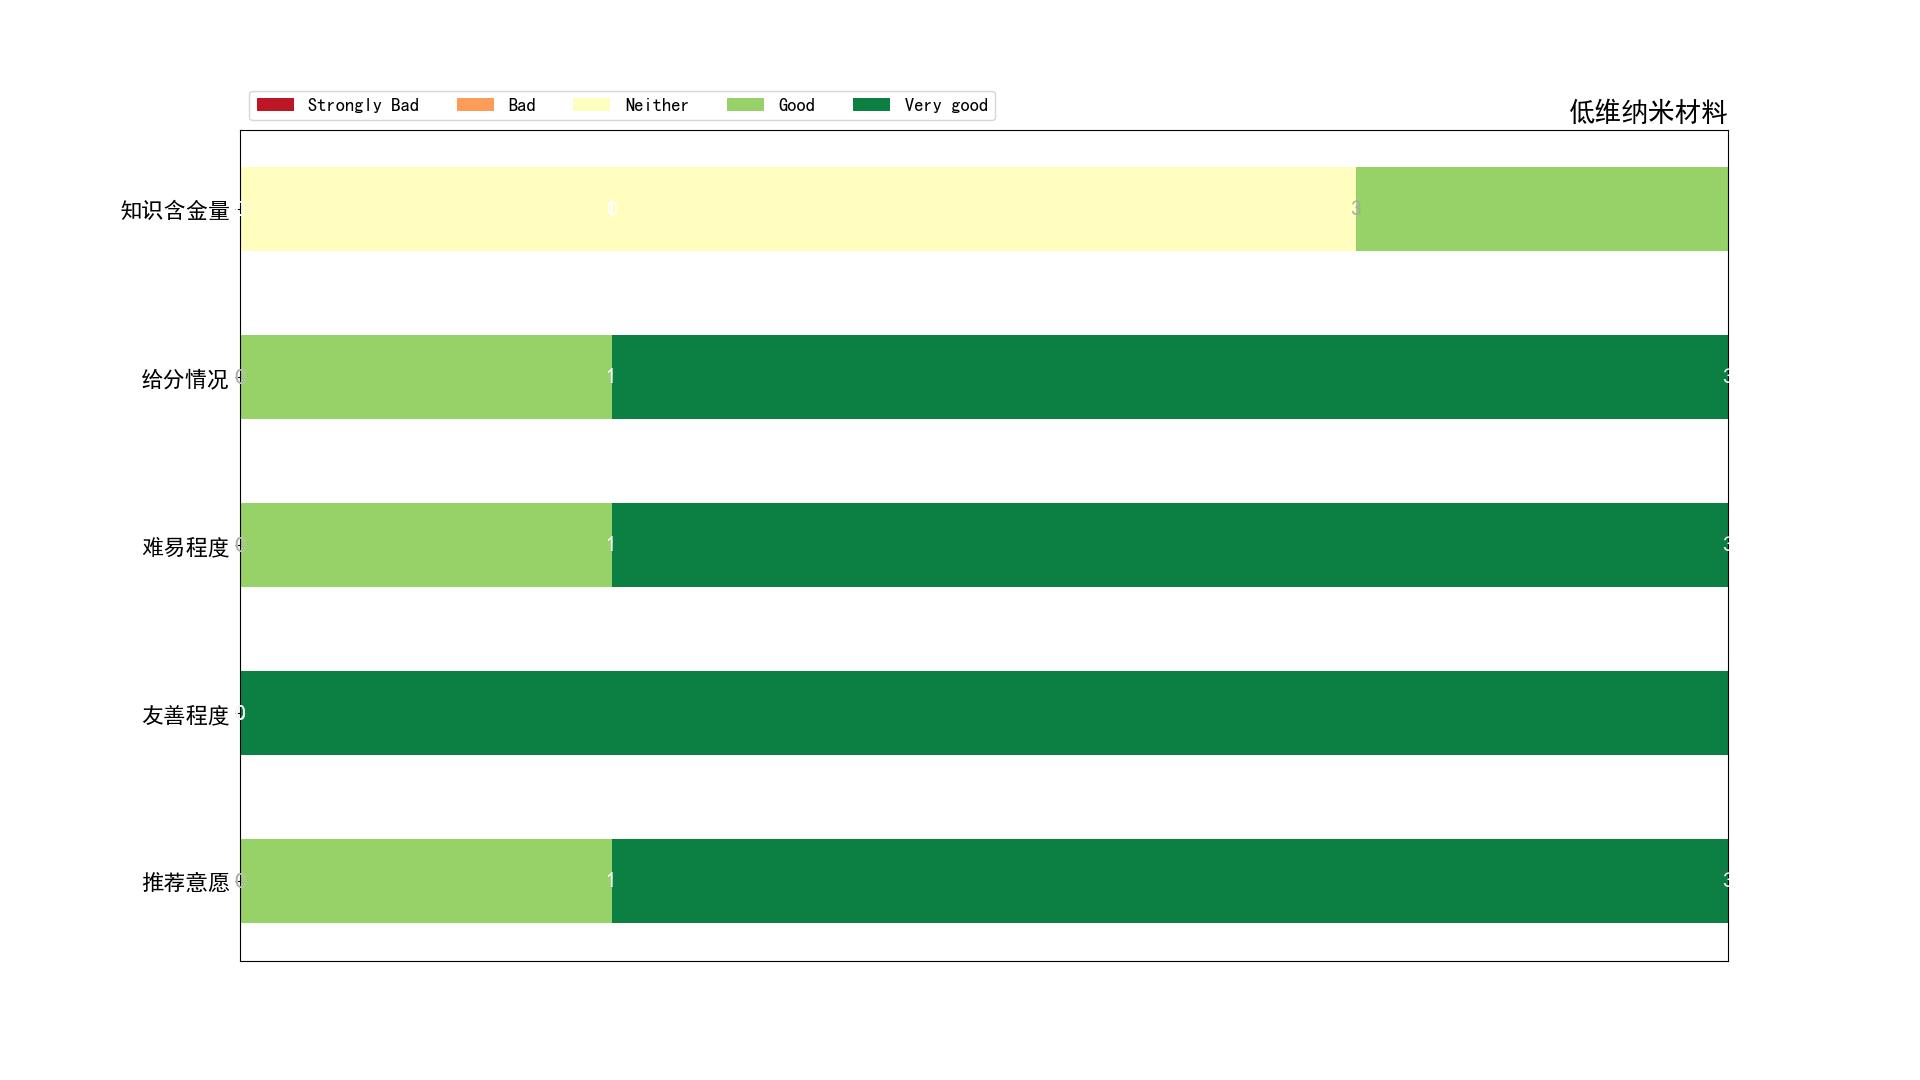 Strongly Bad Bad Neither Good Very good
低维纳米材料
知识含金量 0 3
给分情况 0 1 3
难易程度 0 1 3
友善程度 0
推荐意愿 0 1 3